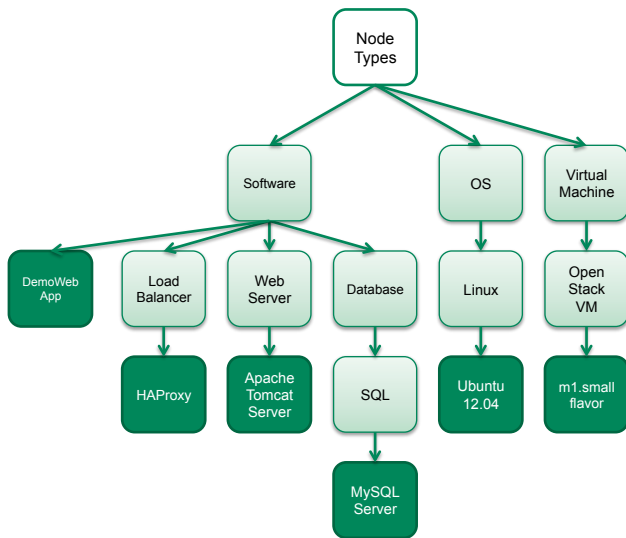 Node
Types
Software
OS
Virtual
Machine
DemoWeb
App
Load
Balancer
Web
Server
Database
Linux
Open
Stack
VM
HAProxy
Apache
Tomcat
Server
SQL
Ubuntu
12.04
m1.small
flavor
MySQL
Server